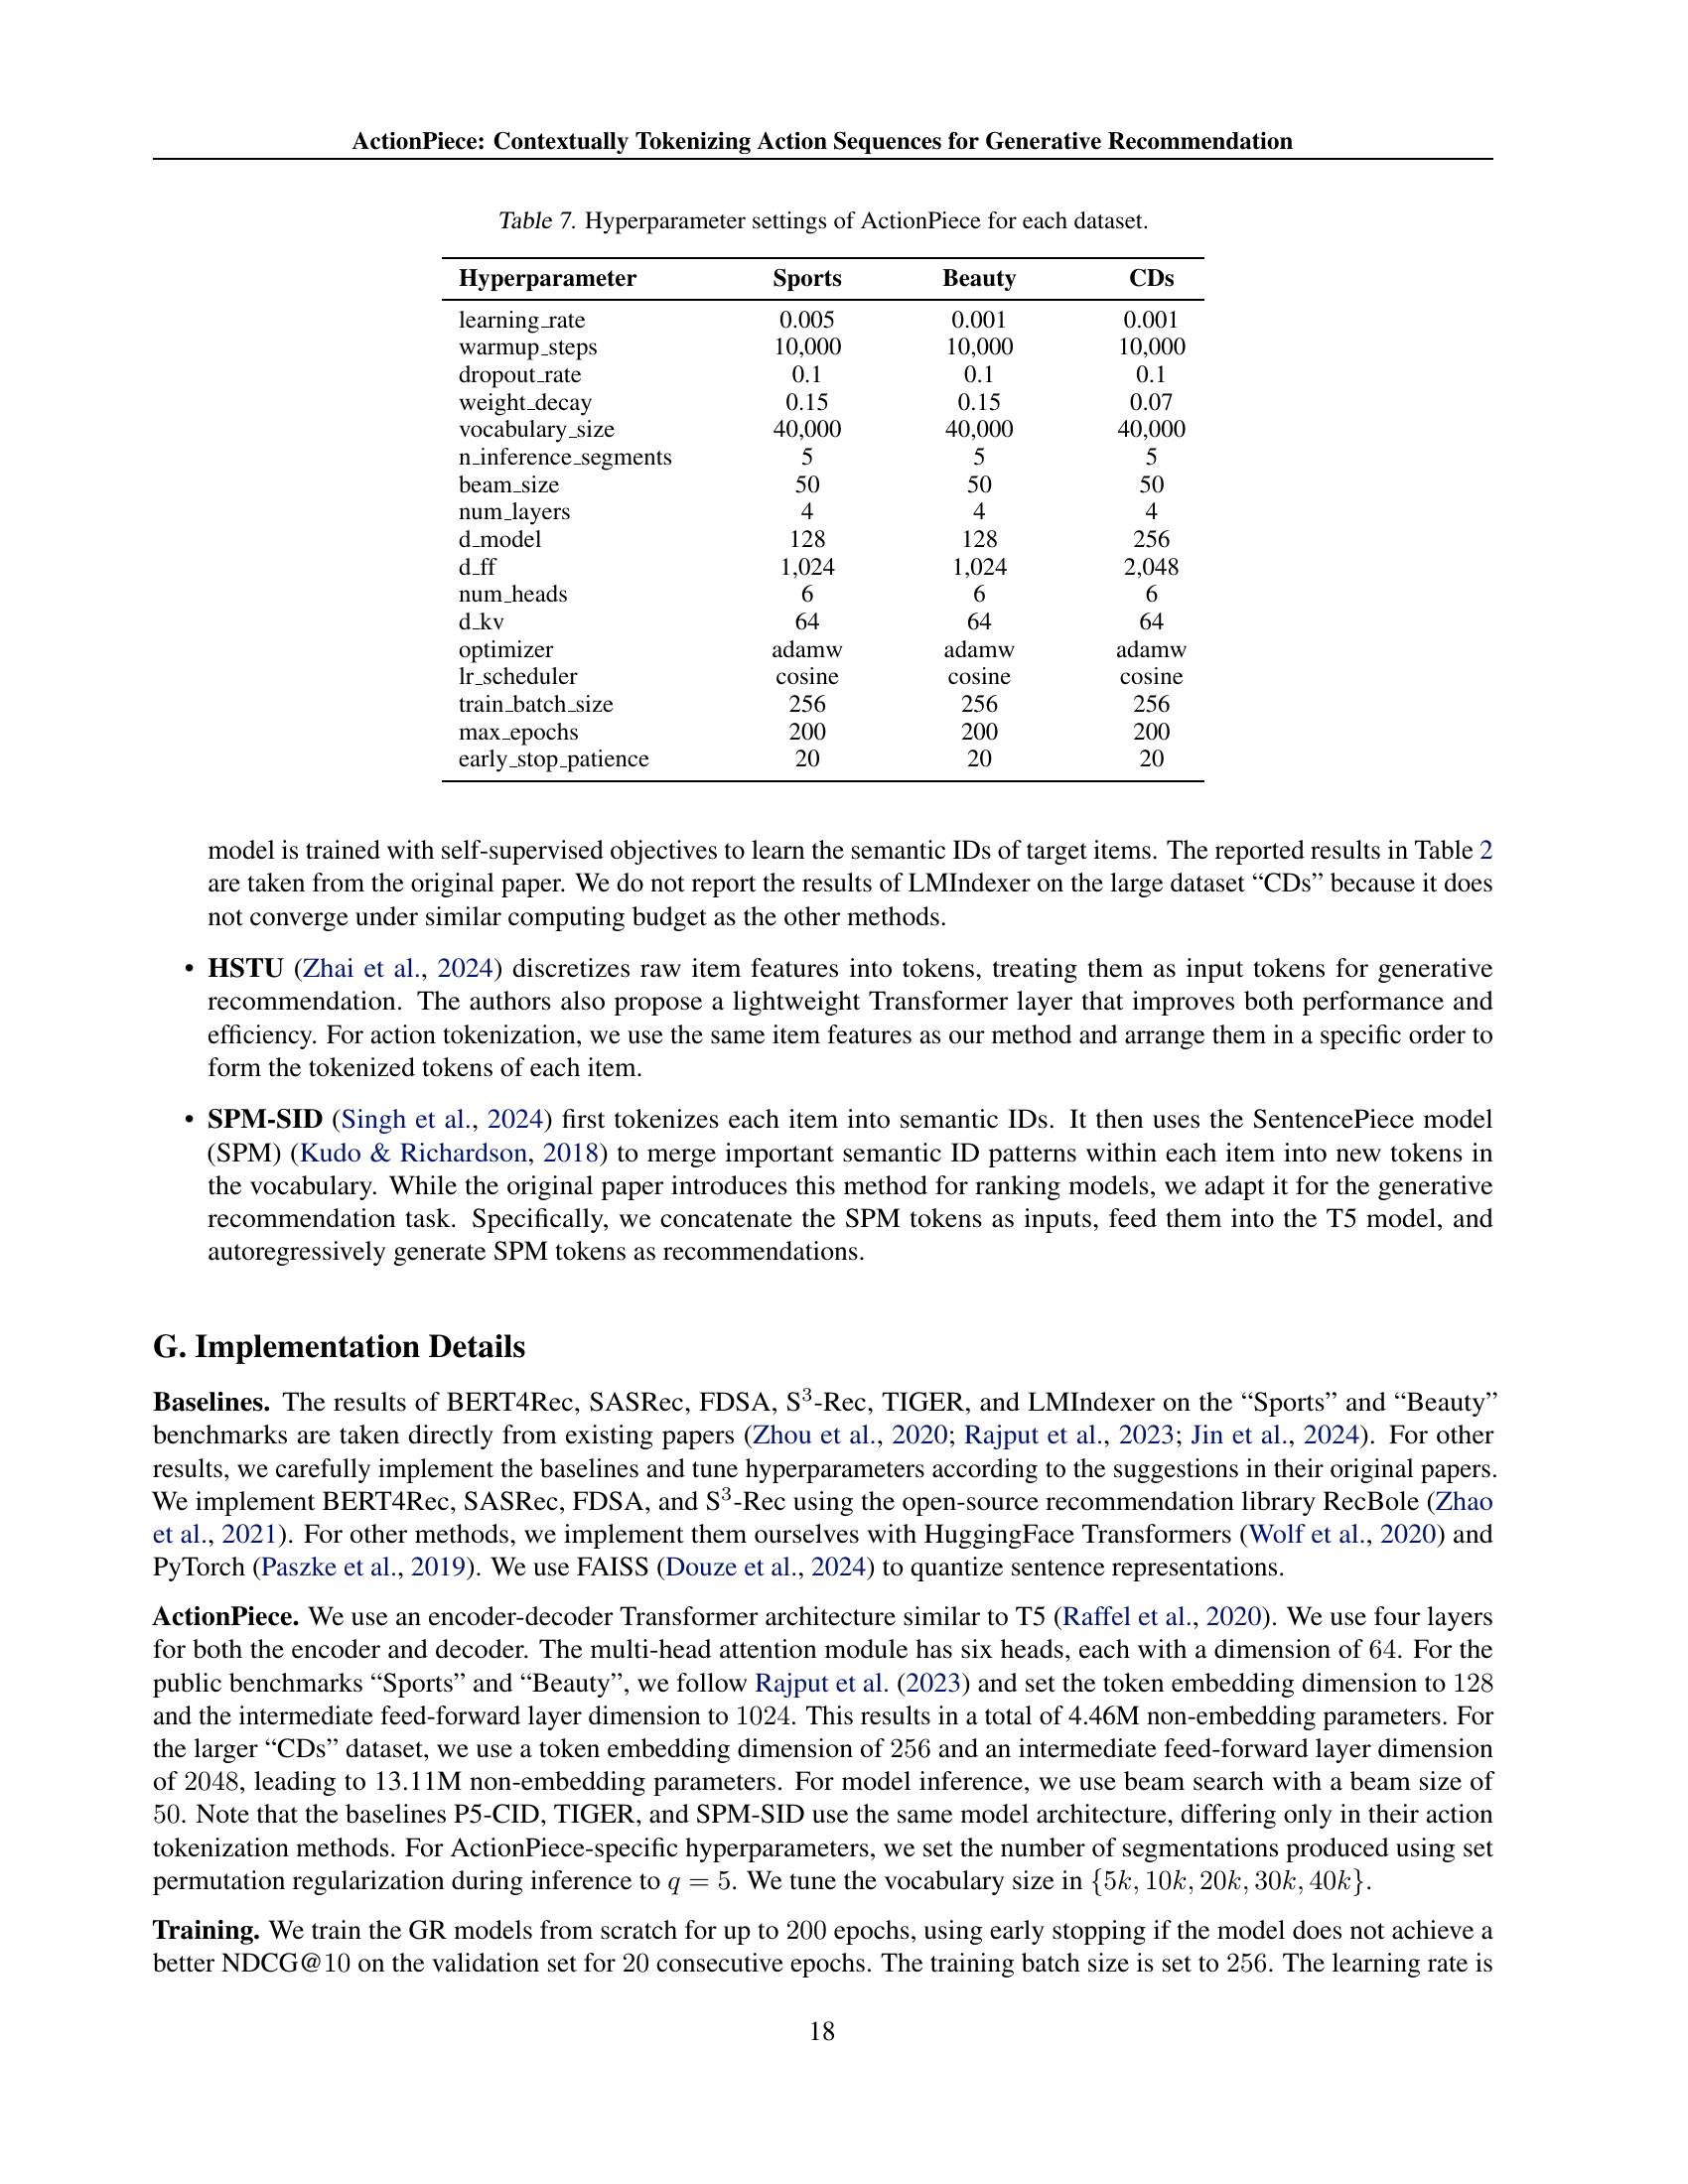 ActionPiece: Contextually Tokenizing Action Sequences for Generative Recommendation
Table 7. Hyperparameter settings of ActionPiece for each dataset.
Hyperparameter Sports Beauty CDs
learning_rate 0.005 0.001 0.001
warmup_steps 10,000 10,000 10,000
dropout_rate 0.1 0.1 0.1
weight_decay 0.15 0.15 0.07
vocabulary_size 40,000 40,000 40,000
n_inference_segments 5 5 5
beam_size 50 50 50
num_layers 4 4 4
d_model 128 128 256
d_ff 1,024 1,024 2,048
num_heads 6 6 6
d_kv 64 64 64
optimizer adamw adamw adamw
lr_scheduler cosine cosine cosine
train_batch_size 256 256 256
max_epochs 200 200 200
early_stop_patience 20 20 20
model is trained with self-supervised objectives to learn the semantic IDs of target items. The reported results in Table 2
are taken from the original paper. We do not report the results of LMIndexer on the large dataset “CDs” because it does
not converge under similar computing budget as the other methods.
• HSTU (Zhai et al., 2024) discretizes raw item features into tokens, treating them as input tokens for generative
recommendation. The authors also propose a lightweight Transformer layer that improves both performance and
efficiency. For action tokenization, we use the same item features as our method and arrange them in a specific order to
form the tokenized tokens of each item.
• SPM-SID (Singh et al., 2024) first tokenizes each item into semantic IDs. It then uses the SentencePiece model
(SPM) (Kudo & Richardson, 2018) to merge important semantic ID patterns within each item into new tokens in
the vocabulary. While the original paper introduces this method for ranking models, we adapt it for the generative
recommendation task. Specifically, we concatenate the SPM tokens as inputs, feed them into the T5 model, and
autoregressively generate SPM tokens as recommendations.
G. Implementation Details
Baselines. The results of BERT4Rec, SASRec, FDSA, S³-Rec, TIGER, and LMIndexer on the “Sports” and “Beauty”
benchmarks are taken directly from existing papers (Zhou et al., 2020; Rajput et al., 2023; Jin et al., 2024). For other
results, we carefully implement the baselines and tune hyperparameters according to the suggestions in their original papers.
We implement BERT4Rec, SASRec, FDSA, and S³-Rec using the open-source recommendation library RecBole (Zhao
et al., 2021). For other methods, we implement them ourselves with HuggingFace Transformers (Wolf et al., 2020) and
PyTorch (Paszke et al., 2019). We use FAISS (Douze et al., 2024) to quantize sentence representations.
ActionPiece. We use an encoder-decoder Transformer architecture similar to T5 (Raffel et al., 2020). We use four layers
for both the encoder and decoder. The multi-head attention module has six heads, each with a dimension of 64. For the
public benchmarks “Sports” and “Beauty”, we follow Rajput et al. (2023) and set the token embedding dimension to 128
and the intermediate feed-forward layer dimension to 1024. This results in a total of 4.46M non-embedding parameters. For
the larger “CDs” dataset, we use a token embedding dimension of 256 and an intermediate feed-forward layer dimension
of 2048, leading to 13.11M non-embedding parameters. For model inference, we use beam search with a beam size of
50. Note that the baselines P5-CID, TIGER, and SPM-SID use the same model architecture, differing only in their action
tokenization methods. For ActionPiece-specific hyperparameters, we set the number of segmentations produced using set
permutation regularization during inference to q = 5. We tune the vocabulary size in {5k, 10k, 20k, 30k, 40k}.
Training. We train the GR models from scratch for up to 200 epochs, using early stopping if the model does not achieve a
better NDCG@10 on the validation set for 20 consecutive epochs. The training batch size is set to 256. The learning rate is
18